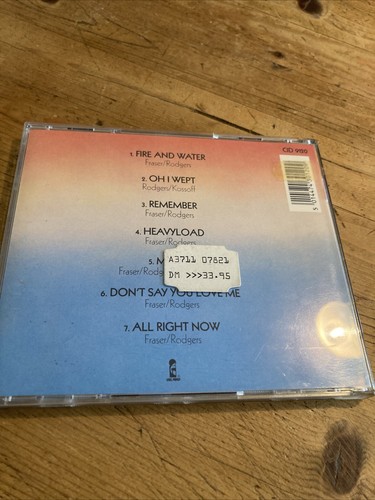 1. FIRE AND WATER
Fraser/Rodgers
CID 9120
2. OH I WEPT
Rodgers/Kossoff
3. REMEMBER
Fraser/Rodgers
4. HEAVYLOAD
Fraser/Rodgers
5. M
Fraser/Rodg
A3711 07821
DM >>>33.95
6. DON'T SAY YOU LOVE ME
Fraser/Rodgers
7. ALL RIGHT NOW
Fraser/Rodgers